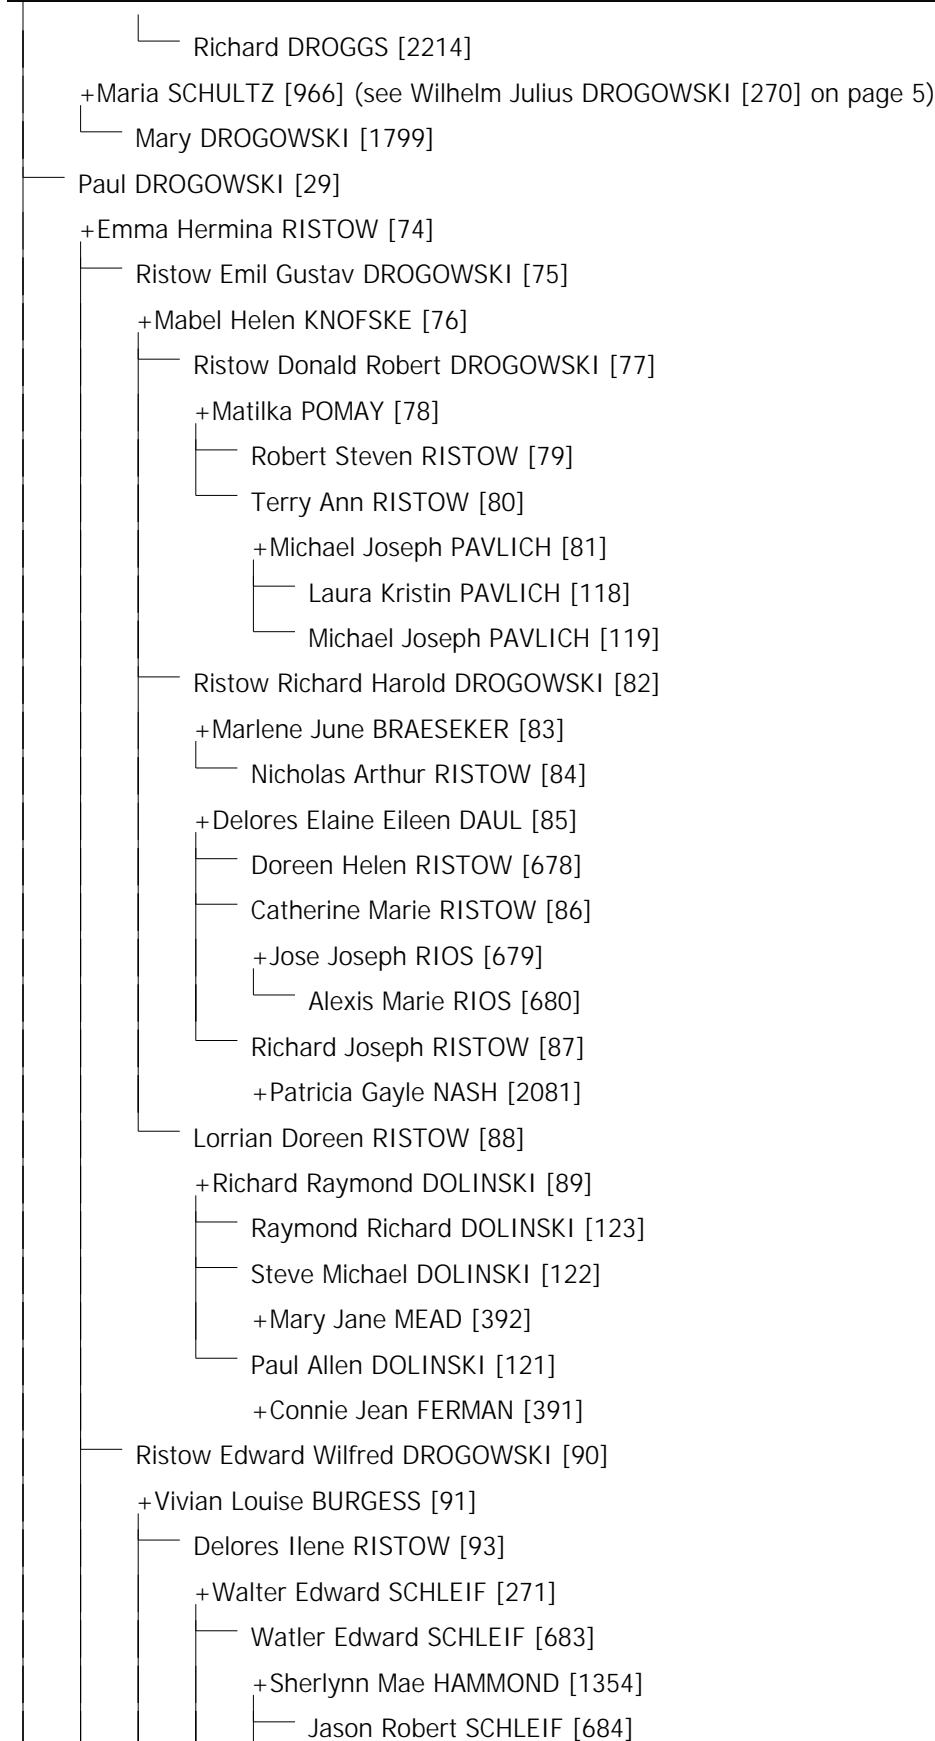 Richard DROGGS [2214]
+Maria SCHULTZ [966] (see Wilhelm Julius DROGOWSKI [270] on page 5)
Mary DROGOWSKI [1799]
Paul DROGOWSKI [29]
+Emma Hermina RISTOW [74]
Ristow Emil Gustav DROGOWSKI [75]
+Mabel Helen KNOFSKE [76]
Ristow Donald Robert DROGOWSKI [77]
+Matilka POMAY [78]
Robert Steven RISTOW [79]
Terry Ann RISTOW [80]
+Michael Joseph PAVLICH [81]
Laura Kristin PAVLICH [118]
Michael Joseph PAVLICH [119]
Ristow Richard Harold DROGOWSKI [82]
+Marlene June BRAESEKER [83]
Nicholas Arthur RISTOW [84]
+Delores Elaine Eileen DAUL [85]
Doreen Helen RISTOW [678]
Catherine Marie RISTOW [86]
+Jose Joseph RIOS [679]
Alexis Marie RIOS [680]
Richard Joseph RISTOW [87]
+Patricia Gayle NASH [2081]
Lorrian Doreen RISTOW [88]
+Richard Raymond DOLINSKI [89]
Raymond Richard DOLINSKI [123]
Steve Michael DOLINSKI [122]
+Mary Jane MEAD [392]
Paul Allen DOLINSKI [121]
+Connie Jean FERMAN [391]
Ristow Edward Wilfred DROGOWSKI [90]
+Vivian Louise BURGESS [91]
Delores Ilene RISTOW [93]
+Walter Edward SCHLEIF [271]
Watler Edward SCHLEIF [683]
+Sherlynn Mae HAMMOND [1354]
Jason Robert SCHLEIF [684]